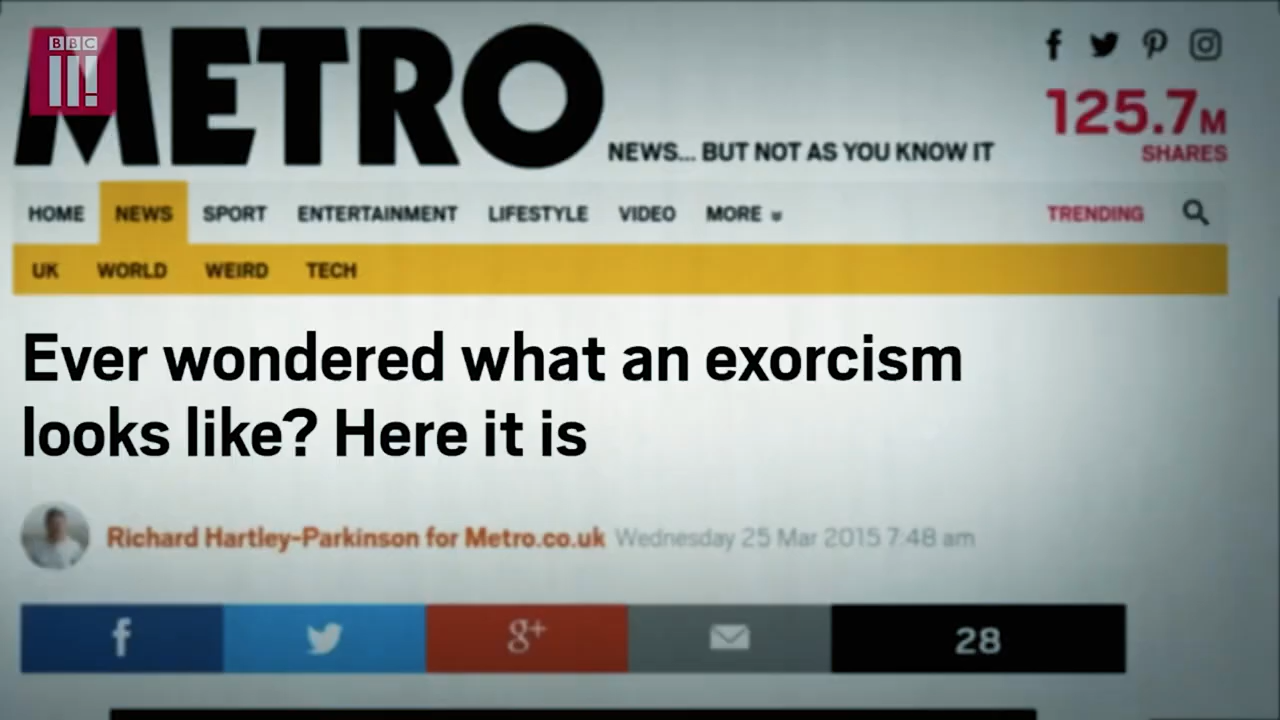 BBC
METRO
NEWS... BUT NOT AS YOU KNOW IT
125.7M
SHARES
HOME NEWS SPORT ENTERTAINMENT LIFESTYLE VIDEO MORE
TRENDING
UK WORLD WEIRD TECH
Ever wondered what an exorcism
looks like? Here it is
Richard Hartley-Parkinson for Metro.co.uk Wednesday 25 Mar 2015 7:48 am
f g+ 28